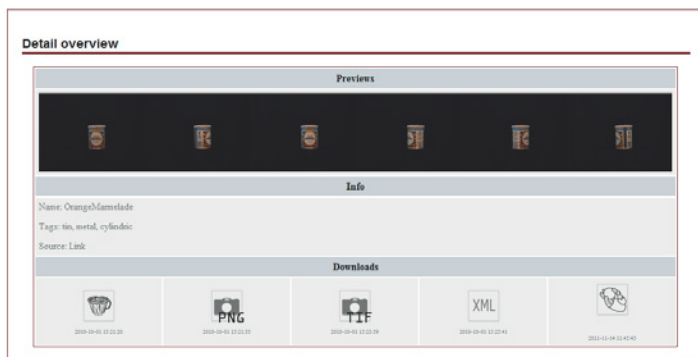 Detail overview
Previews
Info
Name: OrangeMarmelade
Tags: tin, metal, cylindric
Source: Link
Downloads
PNG
TIF
XML